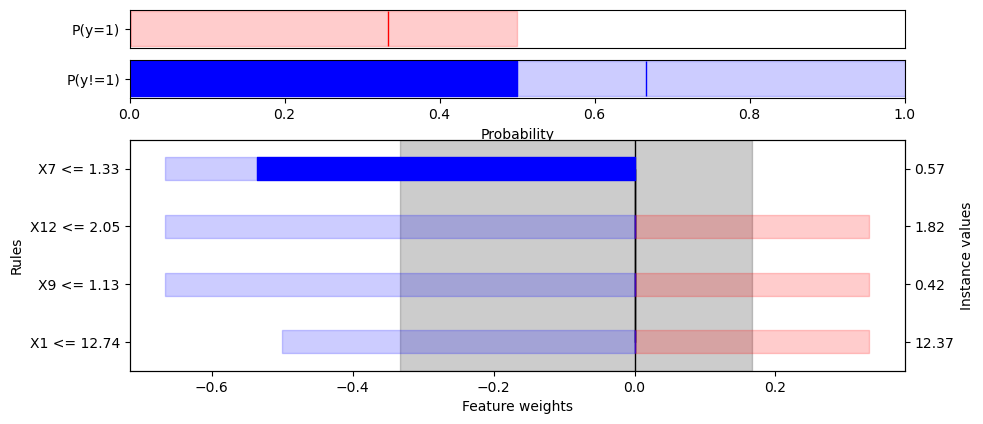 P(y=1)
P(y!=1)
0.0 0.2 0.4 0.6 0.8 1.0
Probability
X7 <= 1.33 0.57
X12 <= 2.05 1.82
X9 <= 1.13 0.42
X1 <= 12.74 12.37
Rules
Instance values
−0.6 −0.4 −0.2 0.0 0.2
Feature weights